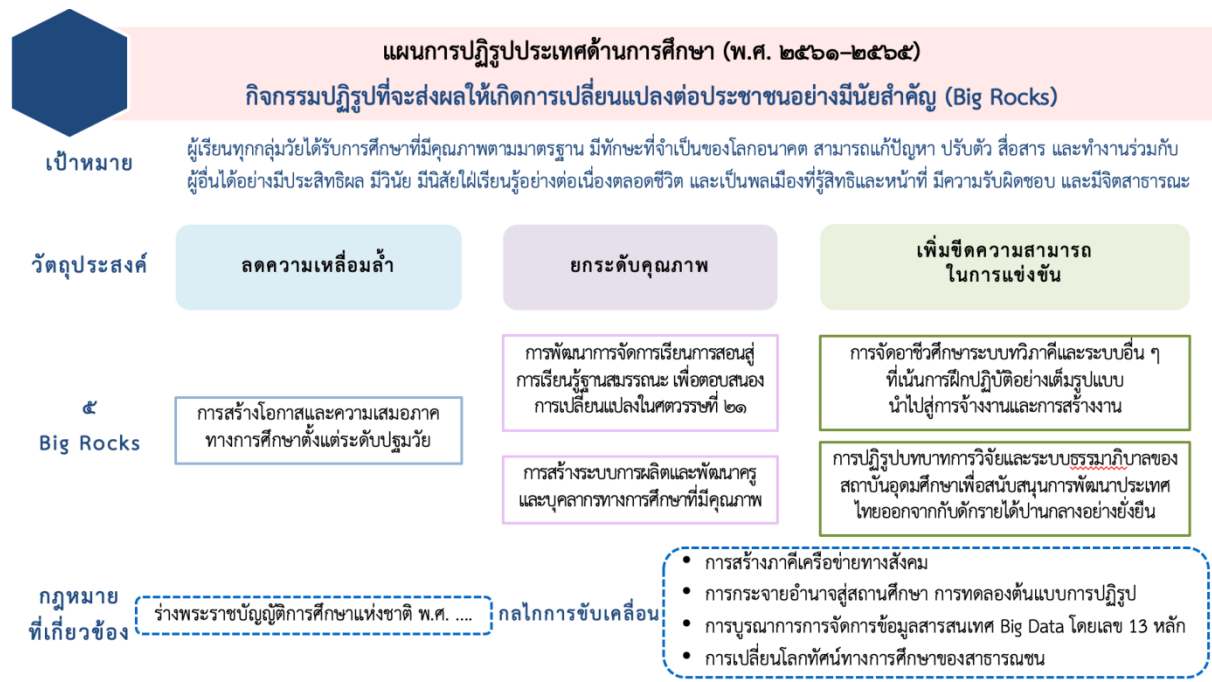 แผนการปฏิรูปประเทศด้านการศึกษา (พ.ศ. ๒๕๖๑–๒๕๖๕)
กิจกรรมปฏิรูปที่จะส่งผลให้เกิดการเปลี่ยนแปลงต่อประชาชนอย่างมีนัยสำคัญ (Big Rocks)
เป้าหมาย
ผู้เรียนทุกกลุ่มวัยได้รับการศึกษาที่มีคุณภาพตามมาตรฐาน มีทักษะที่จำเป็นของโลกอนาคต สามารถแก้ปัญหา ปรับตัว สื่อสาร และทำงานร่วมกับ
ผู้อื่นได้อย่างมีประสิทธิผล มีวินัย มีนิสัยใฝ่เรียนรู้อย่างต่อเนื่องตลอดชีวิต และเป็นพลเมืองที่รู้สิทธิและหน้าที่ มีความรับผิดชอบ และมีจิตสาธารณะ
วัตถุประสงค์
ลดความเหลื่อมล้ำ
ยกระดับคุณภาพ
เพิ่มขีดความสามารถ
ในการแข่งขัน
๕
Big Rocks
การสร้างโอกาสและความเสมอภาค
ทางการศึกษาตั้งแต่ระดับปฐมวัย
การพัฒนาการจัดการเรียนการสอนสู่
การเรียนรู้ฐานสมรรถนะ เพื่อตอบสนอง
การเปลี่ยนแปลงในศตวรรษที่ ๒๑
การสร้างระบบการผลิตและพัฒนาครู
และบุคลากรทางการศึกษาที่มีคุณภาพ
การจัดอาชีวศึกษาระบบทวิภาคีและระบบอื่น ๆ
ที่เน้นการฝึกปฏิบัติอย่างเต็มรูปแบบ
นำไปสู่การจ้างงานและการสร้างงาน
การปฏิรูปบทบาทการวิจัยและระบบธรรมาภิบาลของ
สถาบันอุดมศึกษาเพื่อสนับสนุนการพัฒนาประเทศ
ไทยออกจากกับดักรายได้ปานกลางอย่างยั่งยืน
กฎหมาย
ที่เกี่ยวข้อง
ร่างพระราชบัญญัติการศึกษาแห่งชาติ พ.ศ. ....
กลไกการขับเคลื่อน
• การสร้างภาคีเครือข่ายทางสังคม
• การกระจายอำนาจสู่สถานศึกษา การทดลองต้นแบบการปฏิรูป
• การบูรณาการการจัดการข้อมูลสารสนเทศ Big Data โดยเลข 13 หลัก
• การเปลี่ยนโลกทัศน์ทางการศึกษาของสาธารณชน